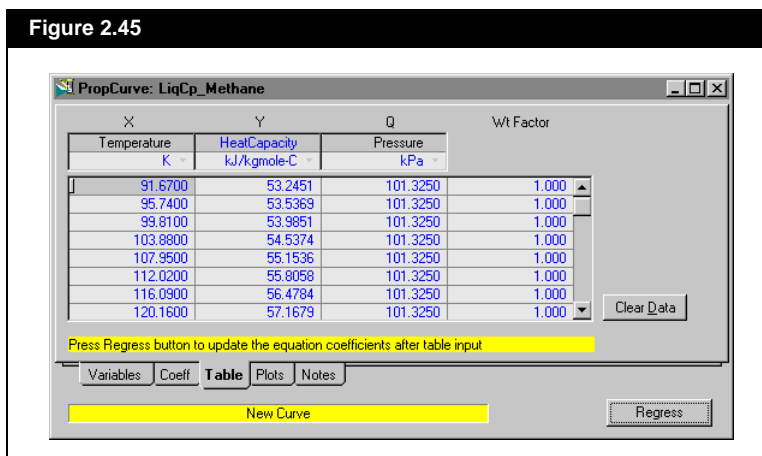 Figure 2.45
PropCurve: LiqCp_Methane
X Y Q Wt Factor
Temperature HeatCapacity Pressure
K kJ/kgmole-C kPa
91.6700 53.2451 101.3250 1.000
95.7400 53.5369 101.3250 1.000
99.8100 53.9851 101.3250 1.000
103.8800 54.5374 101.3250 1.000
107.9500 55.1536 101.3250 1.000
112.0200 55.8058 101.3250 1.000
116.0900 56.4784 101.3250 1.000
120.1600 57.1679 101.3250 1.000
Clear Data
Press Regress button to update the equation coefficients after table input
Variables Coeff Table Plots Notes
New Curve Regress